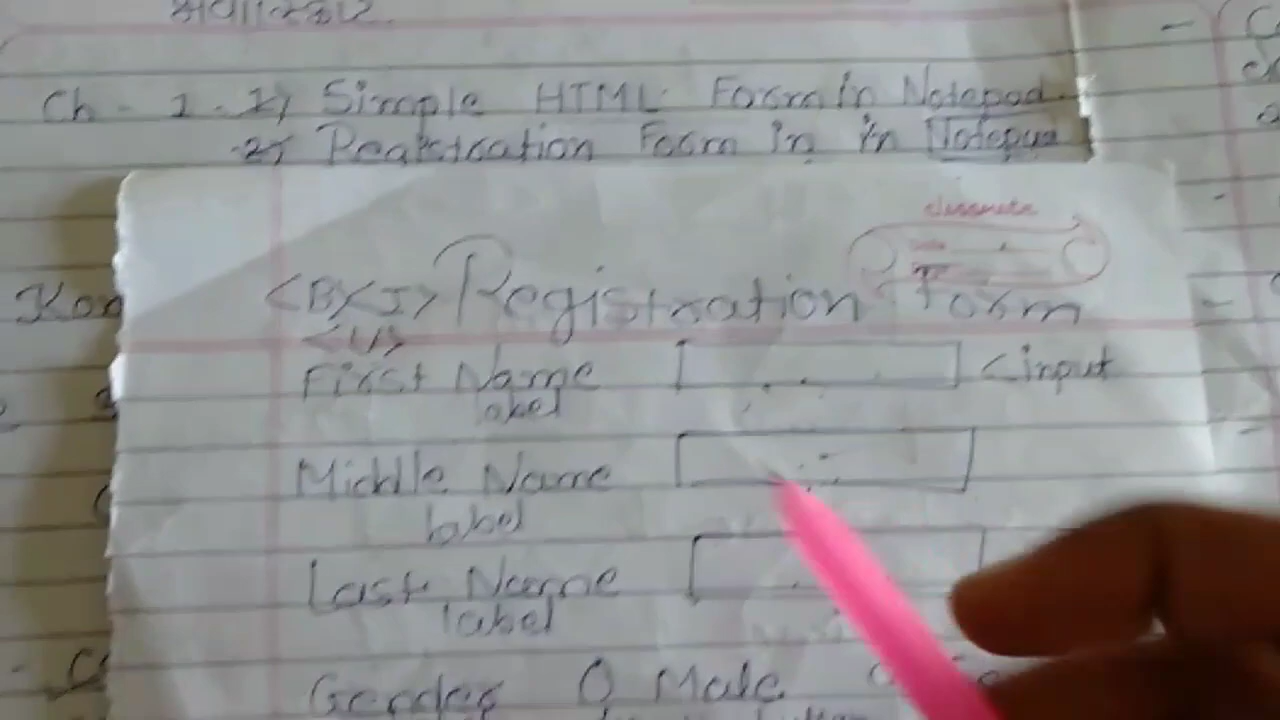 Ch - 1 - 1) Simple HTML Form in Notepad
2) Registration Form in in Notepad
classmate
<B><I> Registration Form
<U>
First Name <input
label
Middle Name
label
Last Name
label
Gender O Male